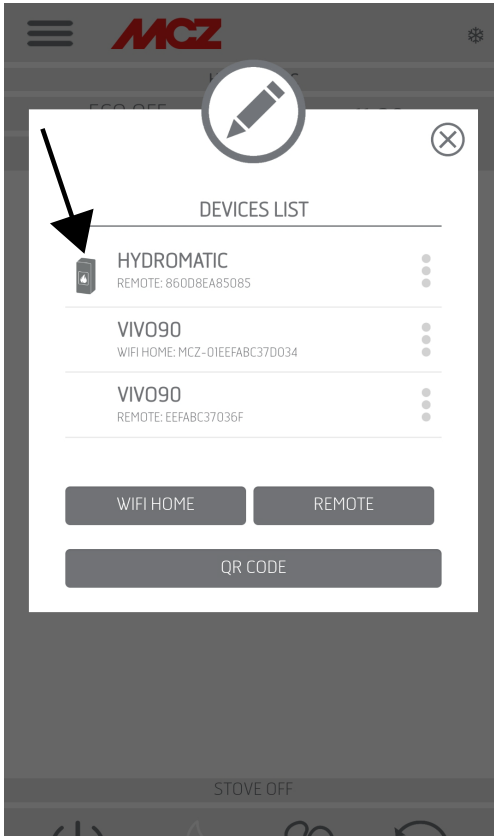 MCZ
DEVICES LIST
HYDROMATIC
REMOTE: 860D8EA85085
VIVO90
WIFI HOME: MCZ-01EEFABC37D034
VIVO90
REMOTE: EEFABC37036F
WIFI HOME
REMOTE
QR CODE
STOVE OFF